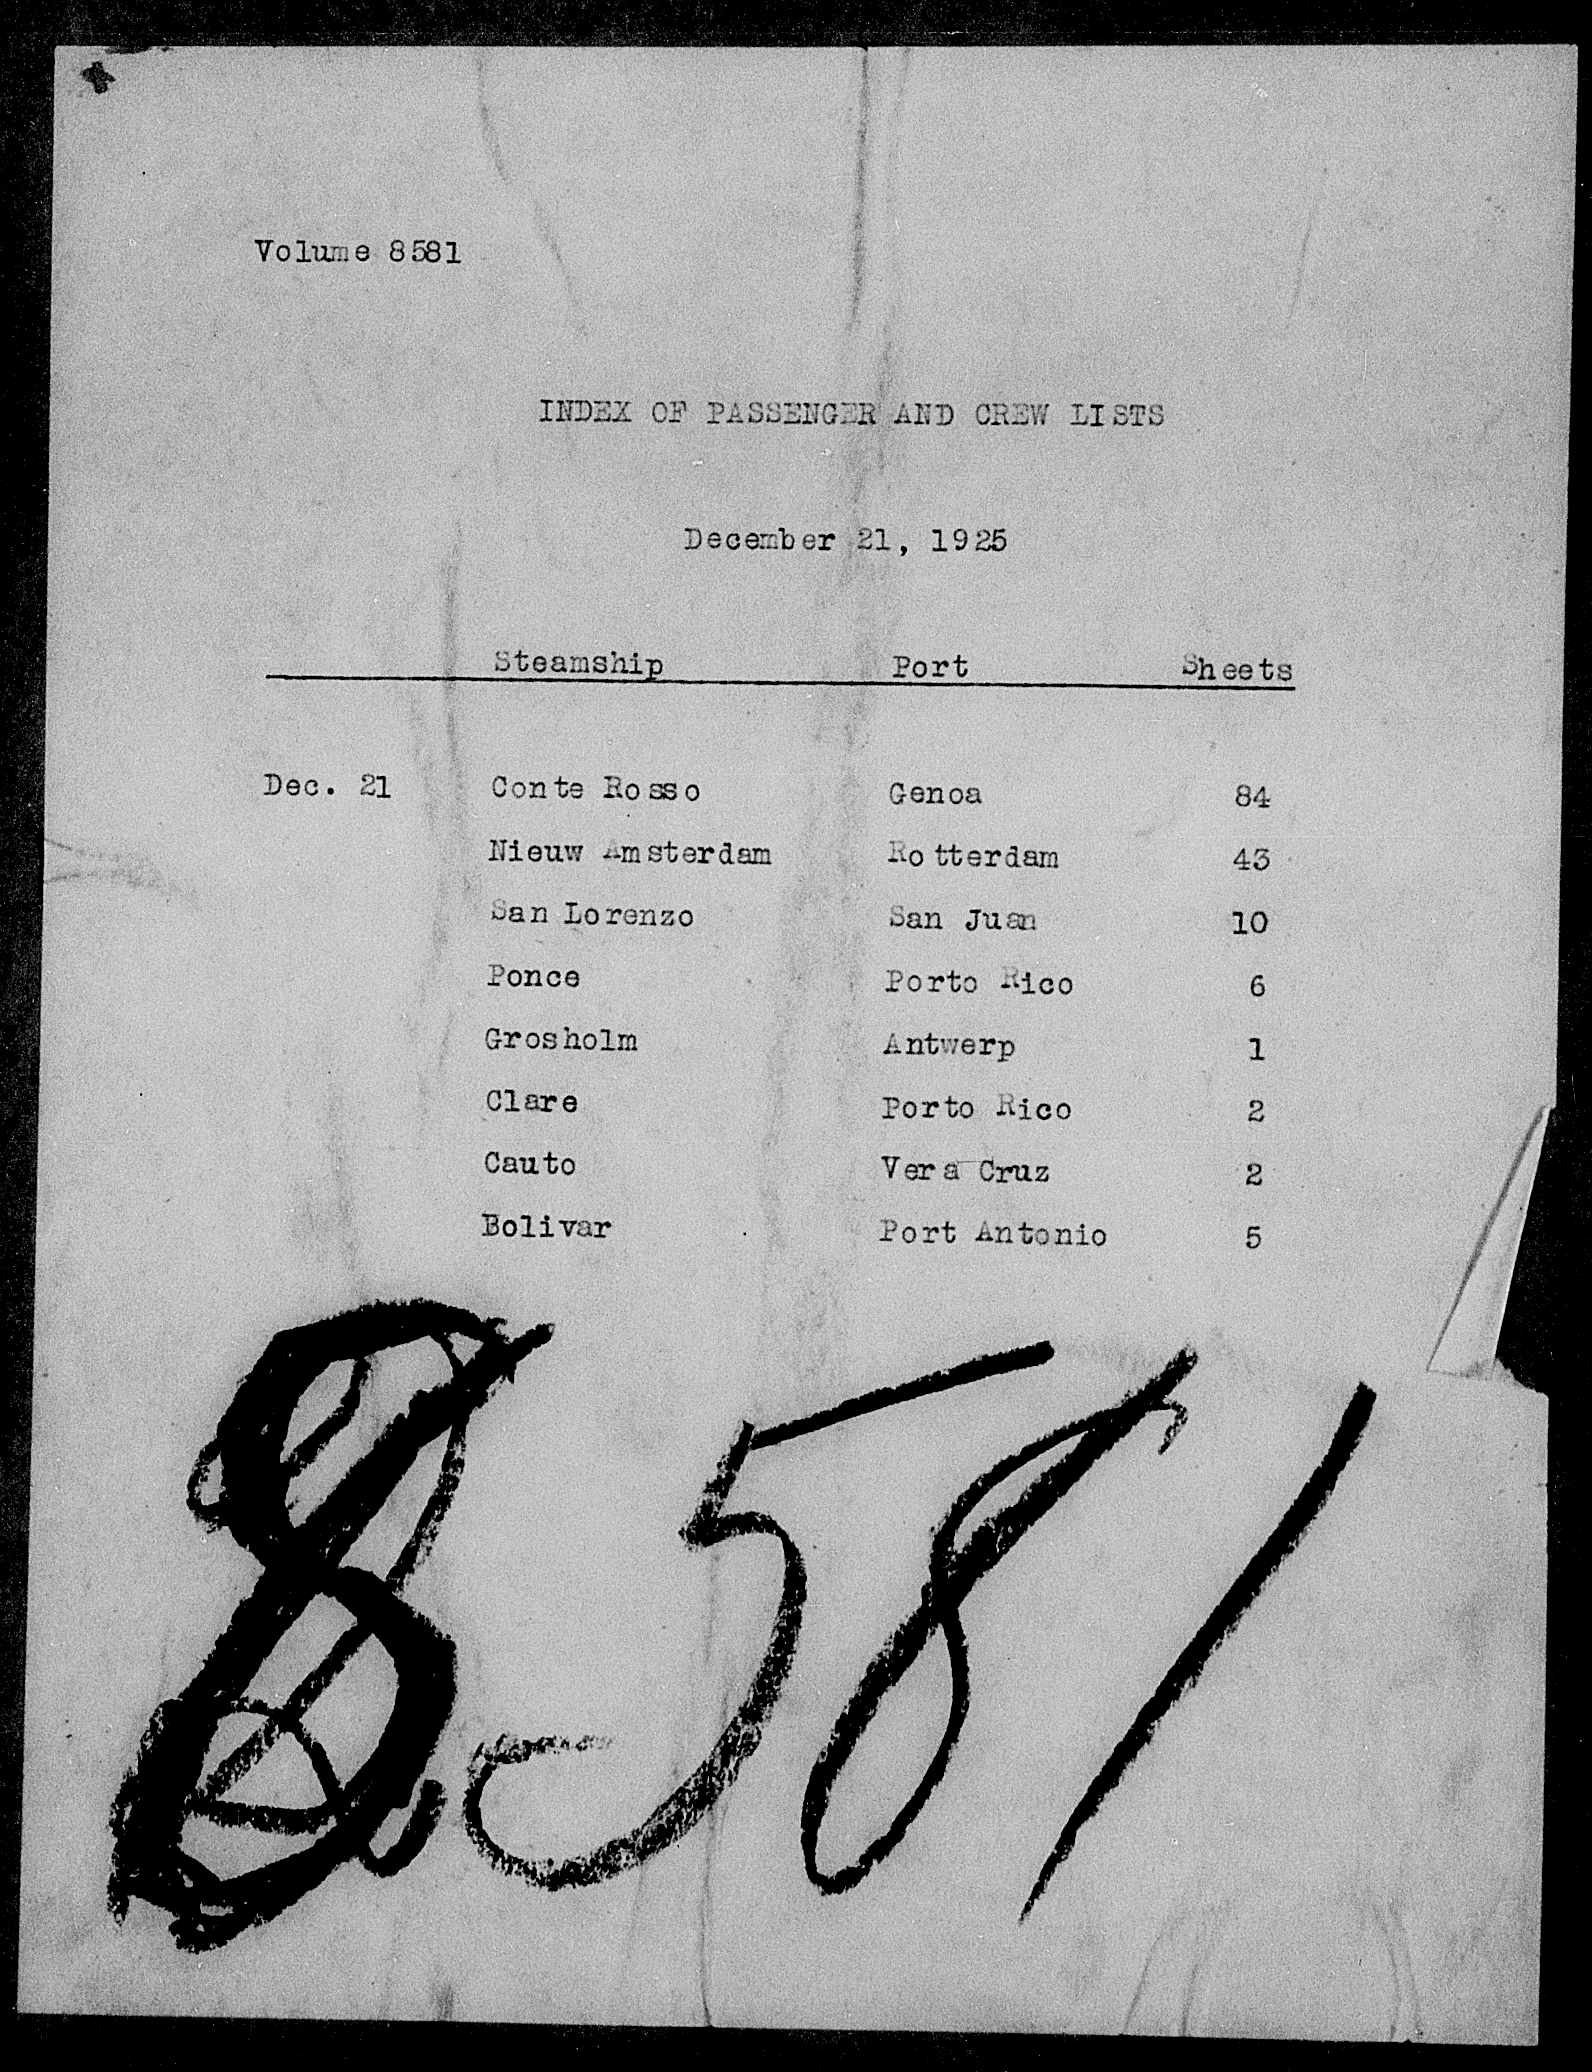 Volume 8581
INDEX OF PASSENGER AND CREW LISTS
December 21, 1925
Steamship Port Sheets
Dec. 21 Conte Rosso Genoa 84
Nieuw Amsterdam Rotterdam 43
San Lorenzo San Juan 10
Ponce Porto Rico 6
Grosholm Antwerp 1
Clare Porto Rico 2
Cauto Vera Cruz 2
Bolivar Port Antonio 5
8581